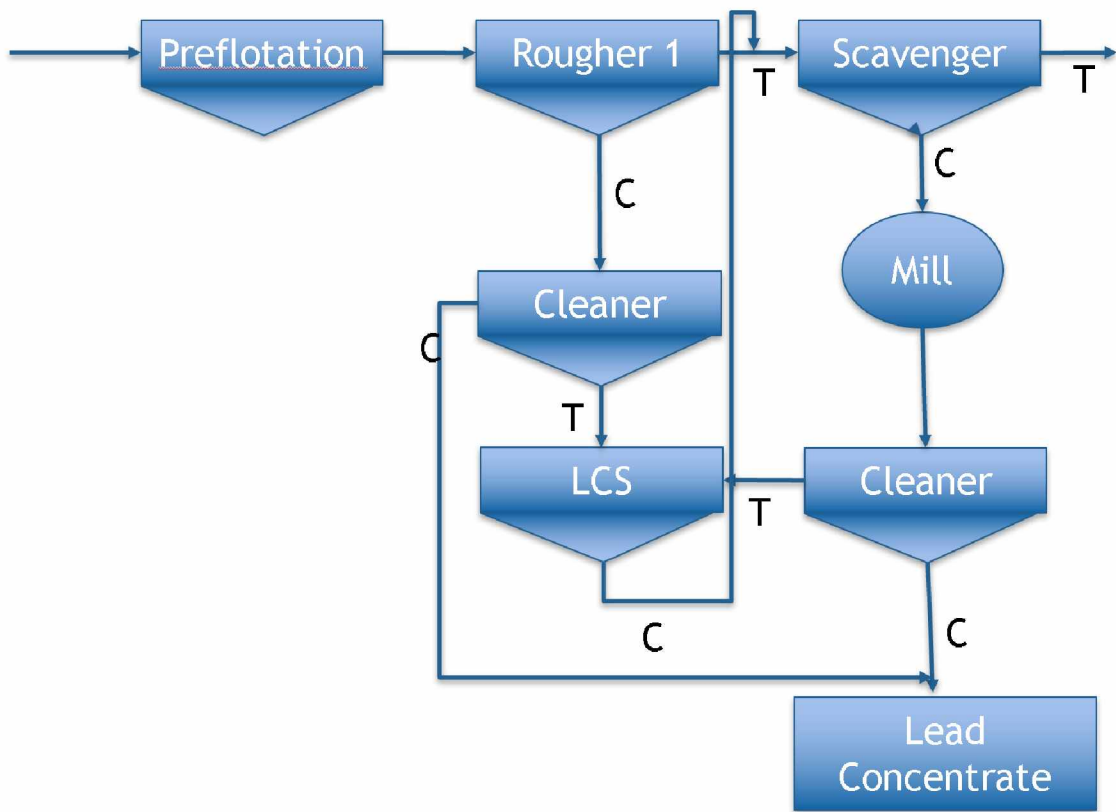 Preflotation
Rougher 1
Scavenger
T
T
C
C
Mill
Cleaner
C
T
LCS
Cleaner
T
C
C
Lead
Concentrate